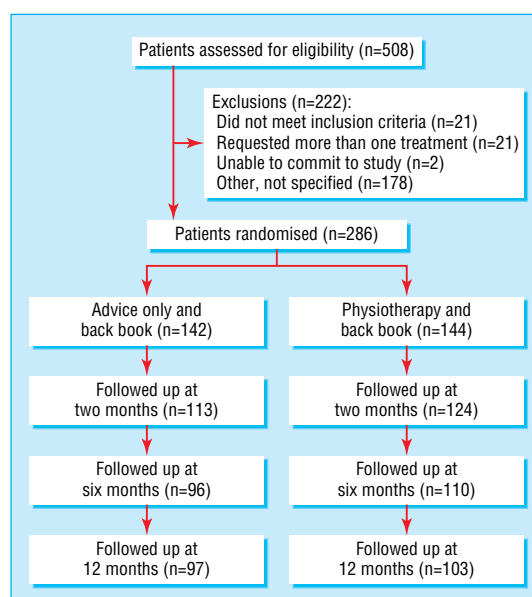 Patients assessed for eligibility (n=508)
Exclusions (n=222):
Did not meet inclusion criteria (n=21)
Requested more than one treatment (n=21)
Unable to commit to study (n=2)
Other, not specified (n=178)
Patients randomised (n=286)
Advice only and
back book (n=142)
Physiotherapy and
back book (n=144)
Followed up at
two months (n=113)
Followed up at
two months (n=124)
Followed up at
six months (n=96)
Followed up at
six months (n=110)
Followed up at
12 months (n=97)
Followed up at
12 months (n=103)